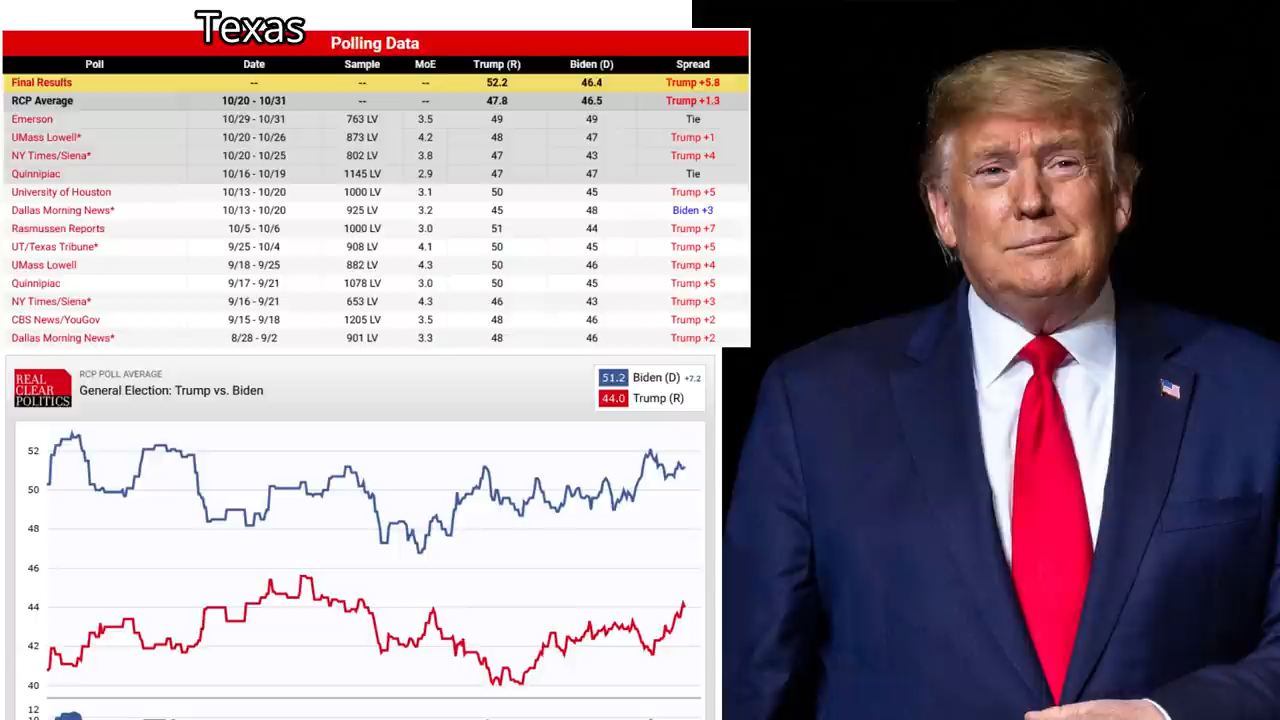 Texas
Polling Data
Poll Date Sample MoE Trump (R) Biden (D) Spread
Final Results -- -- -- 52.2 46.4 Trump +5.8
RCP Average 10/20 - 10/31 -- -- 47.8 46.5 Trump +1.3
Emerson 10/29 - 10/31 763 LV 3.5 49 49 Tie
UMass Lowell* 10/20 - 10/26 873 LV 4.2 48 47 Trump +1
NY Times/Siena* 10/20 - 10/25 802 LV 3.8 47 43 Trump +4
Quinnipiac 10/16 - 10/19 1145 LV 2.9 47 47 Tie
University of Houston 10/13 - 10/20 1000 LV 3.1 50 45 Trump +5
Dallas Morning News* 10/13 - 10/20 925 LV 3.2 45 48 Biden +3
Rasmussen Reports 10/5 - 10/6 1000 LV 3.0 51 44 Trump +7
UT/Texas Tribune* 9/25 - 10/4 908 LV 4.1 50 45 Trump +5
UMass Lowell 9/18 - 9/25 882 LV 4.3 50 46 Trump +4
Quinnipiac 9/17 - 9/21 1078 LV 3.0 50 45 Trump +5
NY Times/Siena* 9/16 - 9/21 653 LV 4.3 46 43 Trump +3
CBS News/YouGov 9/15 - 9/18 1205 LV 3.5 48 46 Trump +2
Dallas Morning News* 8/28 - 9/2 901 LV 3.3 48 46 Trump +2
REAL
CLEAR
POLITICS
RCP POLL AVERAGE
General Election: Trump vs. Biden
51.2 Biden (D) +7.2
44.0 Trump (R)
52
50
48
46
44
42
40
12